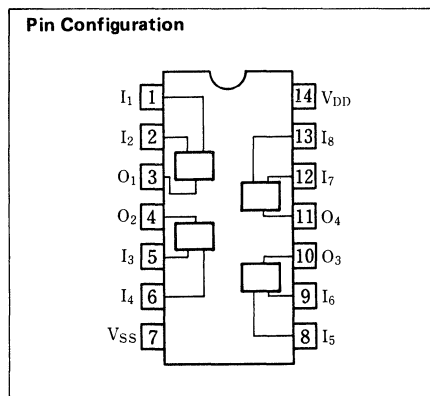 Pin Configuration
I1 1 14 VDD
I2 2 13 I8
O1 3 12 I7
O2 4 11 O4
I3 5 10 O3
I4 6 9 I6
VSS 7 8 I5